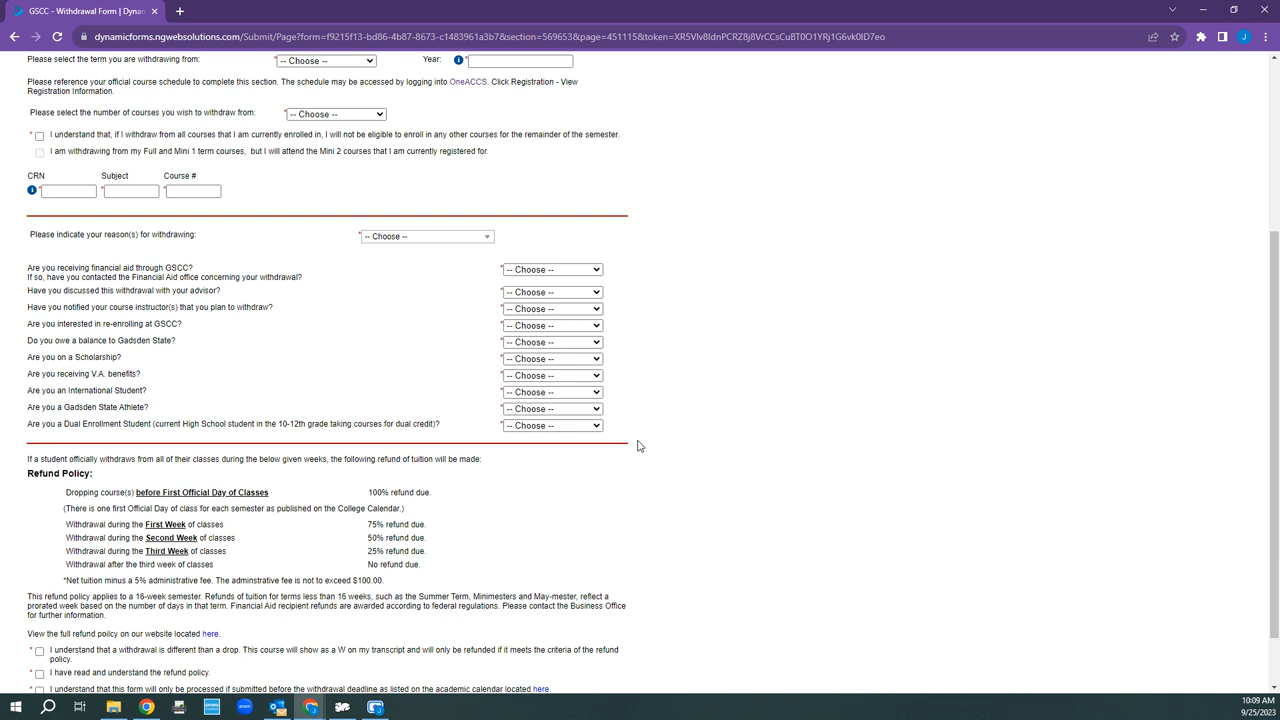 GSCC - Withdrawal Form | Dynam
dynamicforms.ngwebsolutions.com/Submit/Page?form=f9215f13-bd86-4b87-8673-c1483961a3b7&section=569653&page=451115&token=XR5Vlv8IdnPCRZ8j8VrCCsCuBT0O1YRj1G6vk0ID7eo
Please select the term you are withdrawing from: * -- Choose -- Year: *
Please reference your official course schedule to complete this section. The schedule may be accessed by logging into OneACCS. Click Registration - View
Registration Information.
Please select the number of courses you wish to withdraw from: * -- Choose --
* I understand that, if I withdraw from all courses that I am currently enrolled in, I will not be eligible to enroll in any other courses for the remainder of the semester.
I am withdrawing from my Full and Mini 1 term courses, but I will attend the Mini 2 courses that I am currently registered for.
CRN Subject Course #
* * *
Please indicate your reason(s) for withdrawing: * -- Choose --
Are you receiving financial aid through GSCC? * -- Choose --
If so, have you contacted the Financial Aid office concerning your withdrawal?
Have you discussed this withdrawal with your advisor? * -- Choose --
Have you notified your course instructor(s) that you plan to withdraw? * -- Choose --
Are you interested in re-enrolling at GSCC? * -- Choose --
Do you owe a balance to Gadsden State? * -- Choose --
Are you on a Scholarship? * -- Choose --
Are you receiving V.A. benefits? * -- Choose --
Are you an International Student? * -- Choose --
Are you a Gadsden State Athlete? * -- Choose --
Are you a Dual Enrollment Student (current High School student in the 10-12th grade taking courses for dual credit)? * -- Choose --
If a student officially withdraws from all of their classes during the below given weeks, the following refund of tuition will be made:
Refund Policy:
Dropping course(s) before First Official Day of Classes 100% refund due.
(There is one first Official Day of class for each semester as published on the College Calendar.)
Withdrawal during the First Week of classes 75% refund due.
Withdrawal during the Second Week of classes 50% refund due.
Withdrawal during the Third Week of classes 25% refund due.
Withdrawal after the third week of classes No refund due.
*Net tuition minus a 5% administrative fee. The adminstrative fee is not to exceed $100.00.
This refund policy applies to a 16-week semester. Refunds of tuition for terms less than 16 weeks, such as the Summer Term, Minimesters and May-mester, reflect a
prorated week based on the number of days in that term. Financial Aid recipient refunds are awarded according to federal regulations. Please contact the Business Office
for further information.
View the full refund policy on our website located here.
* I understand that a withdrawal is different than a drop. This course will show as a W on my transcript and will only be refunded if it meets the criteria of the refund
policy.
* I have read and understand the refund policy.
* I understand that this form will only be processed if submitted before the withdrawal deadline as listed on the academic calendar located here.
10:09 AM
9/25/2023